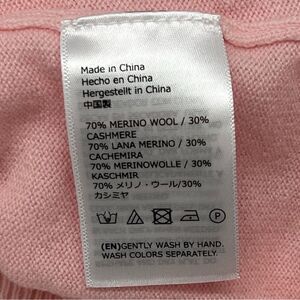 Made in China
Hecho en China
Hergestellt in China
中国製
70% MERINO WOOL / 30%
CASHMERE
70% LANA MERINO / 30%
CACHEMIRA
70% MERINOWOLLE / 30%
KASCHMIR
70% メリノ・ウール/30%
カシミヤ
P
(EN)GENTLY WASH BY HAND.
WASH COLORS SEPARATELY.